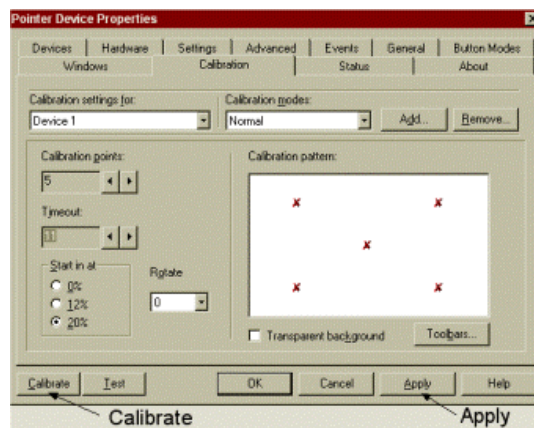 Pointer Device Properties
Devices Hardware Settings Advanced Events General Button Modes
Windows Calibration Status About
Calibration settings for: Calibration modes:
Device 1 Normal Add... Remove...
Calibration points: Calibration pattern:
5
Timeout:
11
Start in at Rotate
0%
12% 0
20%
Transparent background Toolbars...
Calibrate Test OK Cancel Apply Help
Calibrate Apply